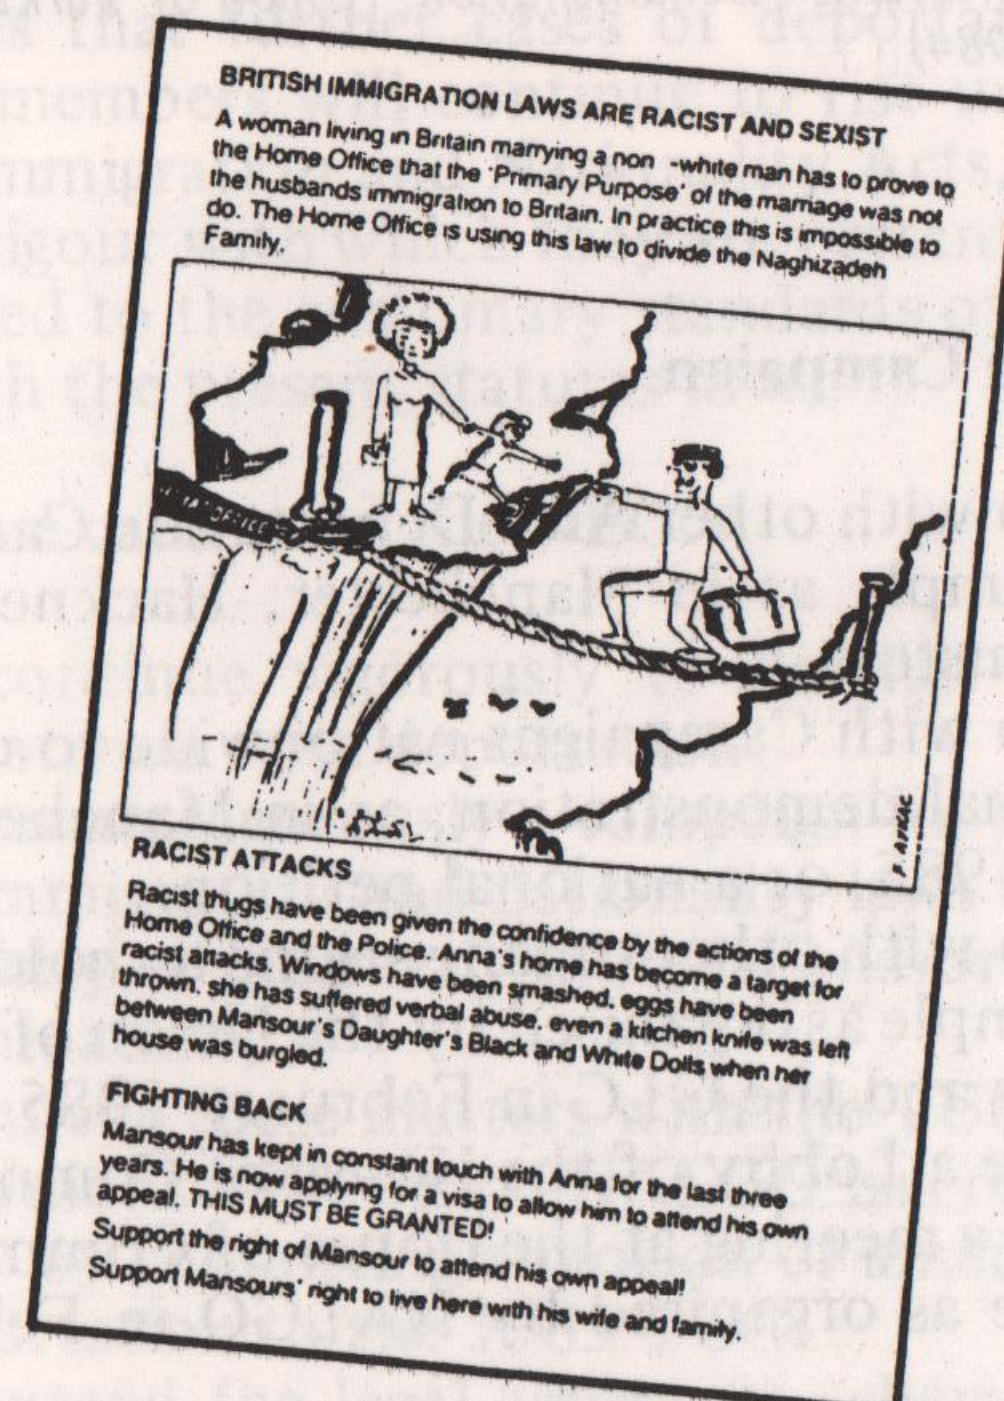 BRITISH IMMIGRATION LAWS ARE RACIST AND SEXIST
A woman living in Britain marrying a non -white man has to prove to
the Home Office that the 'Primary Purpose' of the marriage was not
the husbands immigration to Britain. In practice this is impossible to
do. The Home Office is using this law to divide the Naghizadeh
Family.
OFFICE
P. AYEAC
RACIST ATTACKS
Racist thugs have been given the confidence by the actions of the
Home Office and the Police. Anna's home has become a target for
racist attacks. Windows have been smashed, eggs have been
thrown, she has suffered verbal abuse, even a kitchen knife was left
between Mansour's Daughter's Black and White Dolls when her
house was burgled.
FIGHTING BACK
Mansour has kept in constant touch with Anna for the last three
years. He is now applying for a visa to allow him to attend his own
appeal. THIS MUST BE GRANTED!
Support the right of Mansour to attend his own appeal!!
Support Mansours' right to live here with his wife and family.